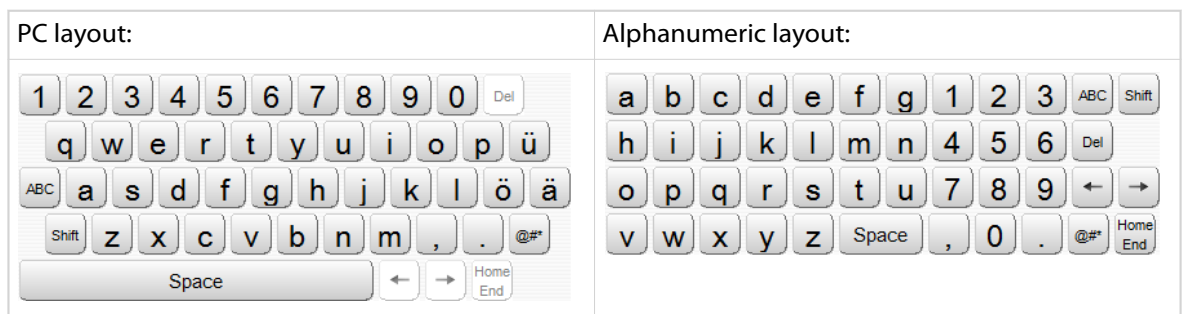 PC layout:
1 2 3 4 5 6 7 8 9 0 Del
q w e r t y u i o p ü
ABC a s d f g h j k l ö ä
Shift z x c v b n m , . @#*
Space ← → Home End
Alphanumeric layout:
a b c d e f g 1 2 3 ABC Shift
h i j k l m n 4 5 6 Del
o p q r s t u 7 8 9 ← →
v w x y z Space , 0 . @#* Home End